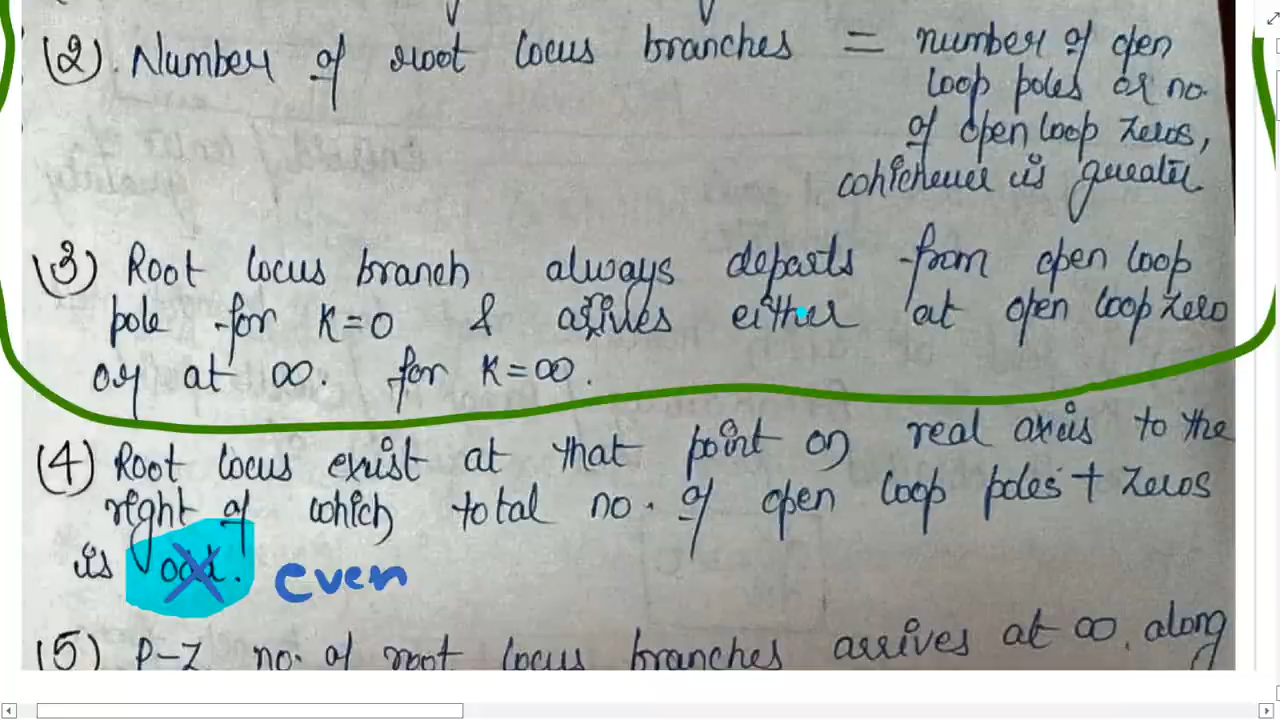 (2). Number of root locus branches = number of open
loop poles or no.
of open loop zeros,
whichever is greater
(3) Root locus branch always departs from open loop
pole for K=0 & arrives either at open loop zero
or at ∞. for K=∞.
(4) Root locus exist at that point on real axis to the
right of which total no. of open loop poles + zeros
is odd. even
(5) P-Z no. of root locus branches arrives at ∞. along